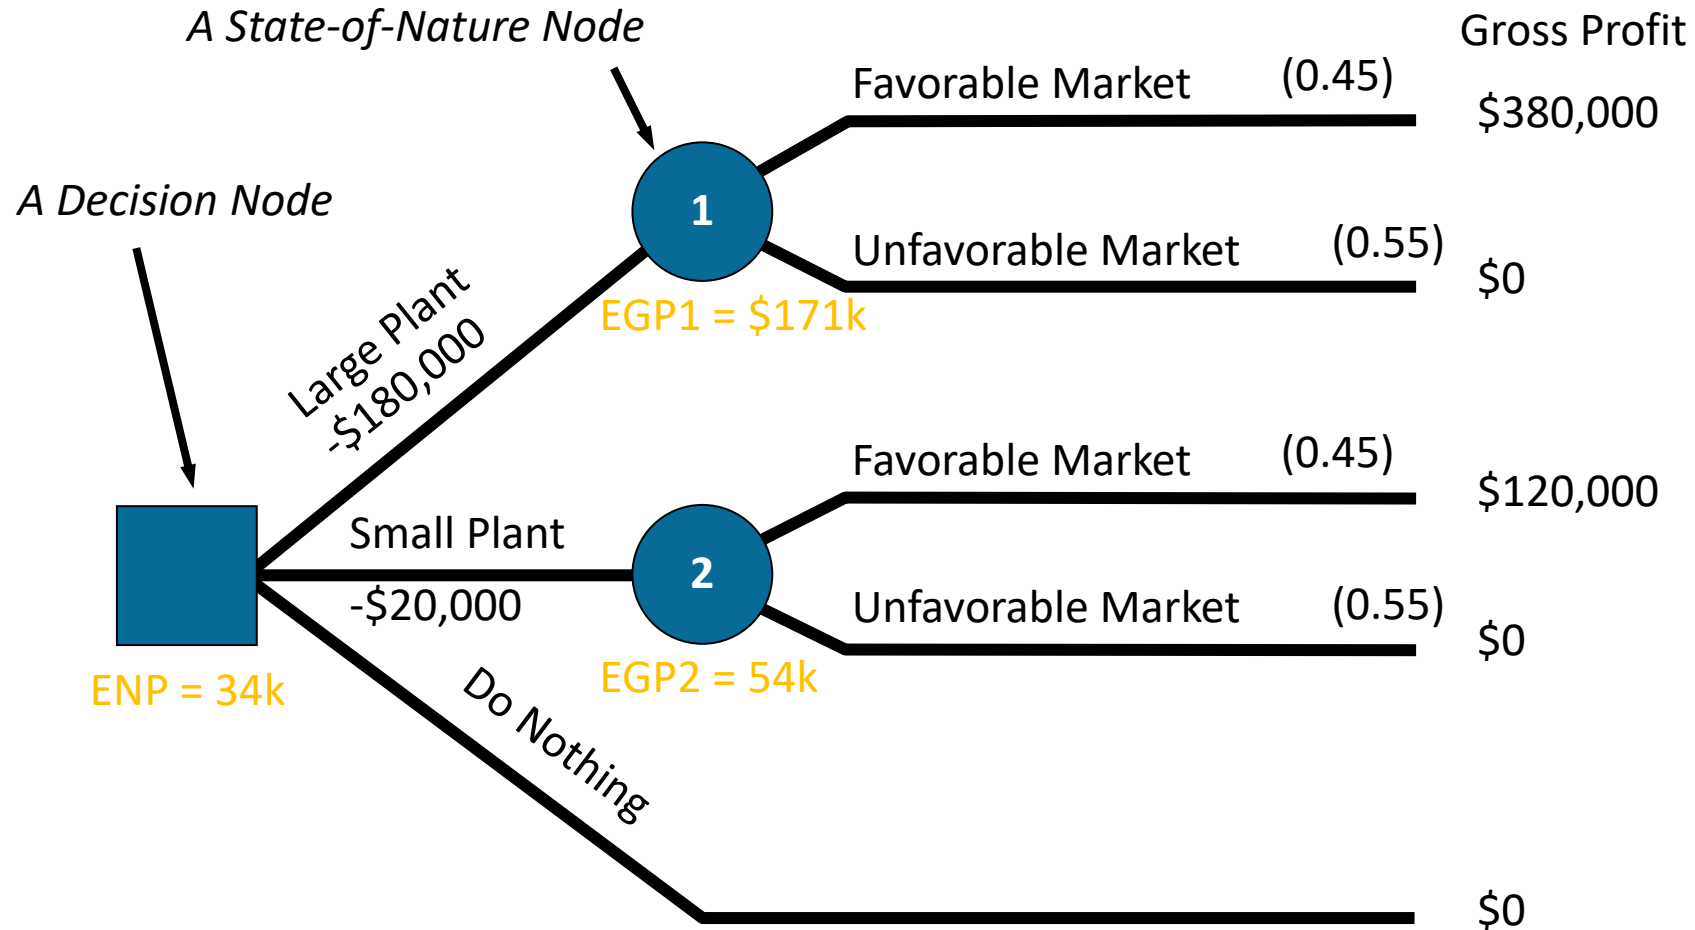 A State-of-Nature Node
Gross Profit
Favorable Market (0.45)
$380,000
A Decision Node
1
Unfavorable Market (0.55)
$0
EGP1 = $171k
Large Plant
-$180,000
Favorable Market (0.45)
$120,000
Small Plant
2
-$20,000
Unfavorable Market (0.55)
$0
ENP = 34k
EGP2 = 54k
Do Nothing
$0